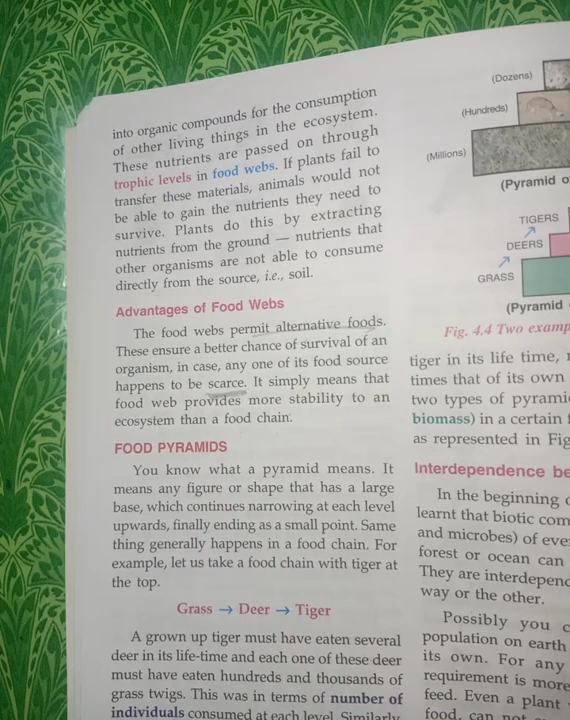 into organic compounds for the consumption
of other living things in the ecosystem.
These nutrients are passed on through
trophic levels in food webs. If plants fail to
transfer these materials, animals would not
be able to gain the nutrients they need to
survive. Plants do this by extracting
nutrients from the ground — nutrients that
other organisms are not able to consume
directly from the source, i.e., soil.
Advantages of Food Webs
The food webs permit alternative foods.
These ensure a better chance of survival of an
organism, in case, any one of its food source
happens to be scarce. It simply means that
food web provides more stability to an
ecosystem than a food chain.
FOOD PYRAMIDS
You know what a pyramid means. It
means any figure or shape that has a large
base, which continues narrowing at each level
upwards, finally ending as a small point. Same
thing generally happens in a food chain. For
example, let us take a food chain with tiger at
the top.
Grass → Deer → Tiger
A grown up tiger must have eaten several
deer in its life-time and each one of these deer
must have eaten hundreds and thousands of
grass twigs. This was in terms of number of
individuals consumed at each level. Similarly
(Dozens)
(Hundreds)
(Millions)
(Pyramid o
TIGERS
DEERS
GRASS
(Pyramid
Fig. 4.4 Two examp
tiger in its life time,
times that of its own
two types of pyrami
biomass) in a certain
as represented in Fig
Interdependence be
In the beginning
learnt that biotic com
and microbes) of eve
forest or ocean can
They are interdepend
way or the other.
Possibly you
population on earth
its own. For any
requirement is more
feed. Even a plant
food, can not